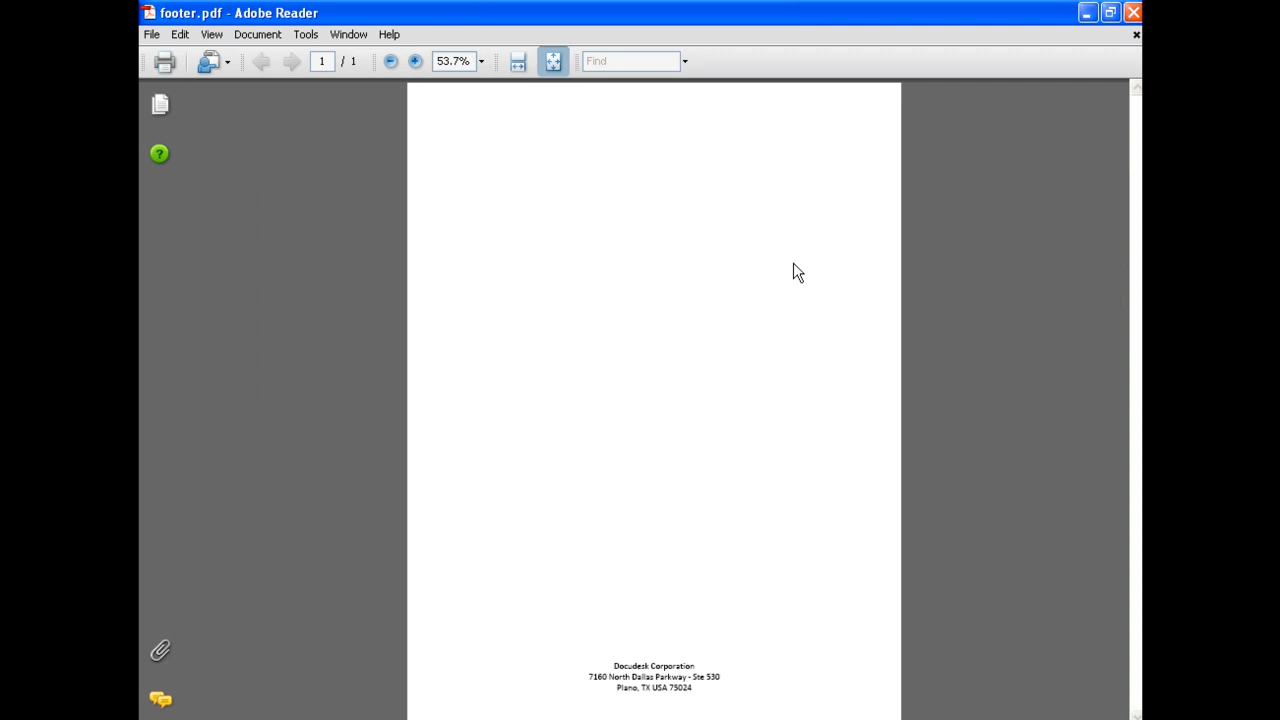 footer.pdf - Adobe Reader
File Edit View Document Tools Window Help
1 / 1 53.7% Find
Docudesk Corporation
7160 North Dallas Parkway - Ste 530
Plano, TX USA 75024